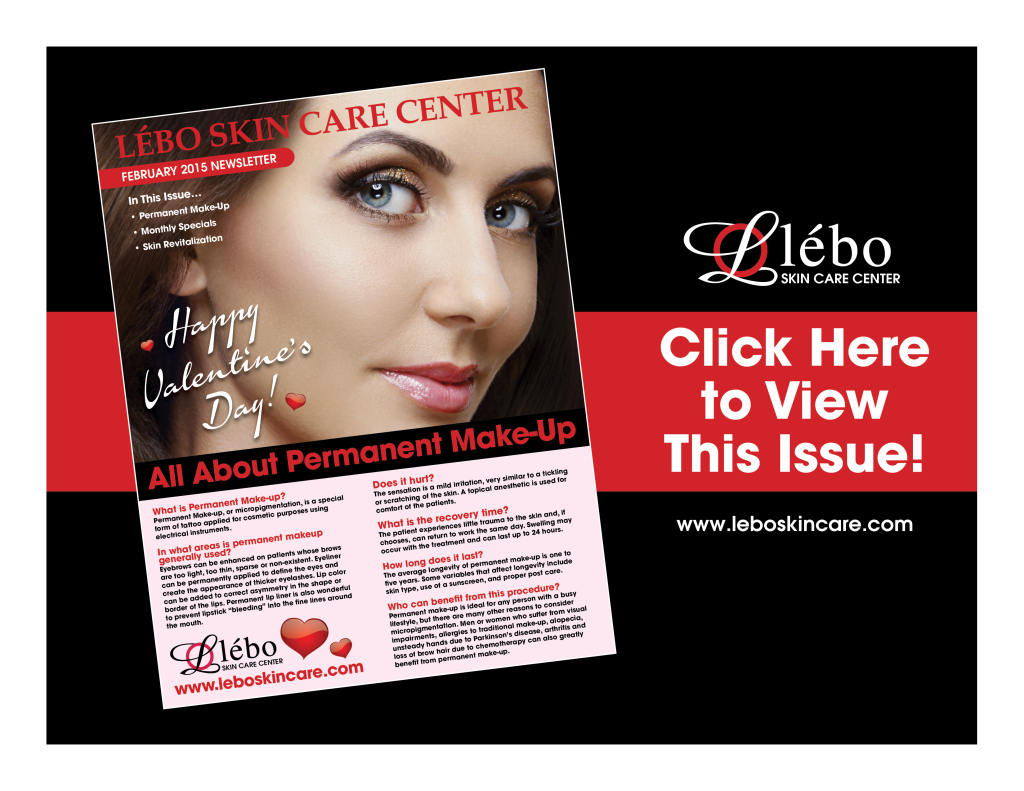 LÉBO SKIN CARE CENTER
FEBRUARY 2015 NEWSLETTER
In This Issue...
• Permanent Make-Up
• Monthly Specials
• Skin Revitalization
Happy
Valentine's
Day!
All About Permanent Make-Up
What is Permanent Make-up?
Permanent Make-up, or micropigmentation, is a special
form of tattoo applied for cosmetic purposes using
electrical instruments.
In what areas is permanent makeup
generally used?
Eyebrows can be enhanced on patients whose brows
are too light, too thin, sparse or non-existent. Eyeliner
can be permanently applied to define the eyes and
create the appearance of thicker eyelashes. Lip color
can be added to correct asymmetry in the shape or
border of the lips. Permanent lip liner is also wonderful
to prevent lipstick "bleeding" into the fine lines around
the mouth.
lébo
SKIN CARE CENTER
www.leboskincare.com
Does it hurt?
The sensation is a mild irritation, very similar to a tickling
or scratching of the skin. A topical anesthetic is used for
comfort of the patients.
What is the recovery time?
The patient experiences little trauma to the skin and, if
chooses, can return to work the same day. Swelling may
occur with the treatment and can last up to 24 hours.
How long does it last?
The average longevity of permanent make-up is one to
five years. Some variables that affect longevity include
skin type, use of a sunscreen, and proper post care.
Who can benefit from this procedure?
Permanent make-up is ideal for any person with a busy
lifestyle, but there are many other reasons to consider
micropigmentation. Men or women who suffer from visual
impairments, allergies to traditional make-up, alopecia,
unsteady hands due to Parkinson's disease, arthritis and
loss of brow hair due to chemotherapy can also greatly
benefit from permanent make-up.
lébo
SKIN CARE CENTER
Click Here
to View
This Issue!
www.leboskincare.com